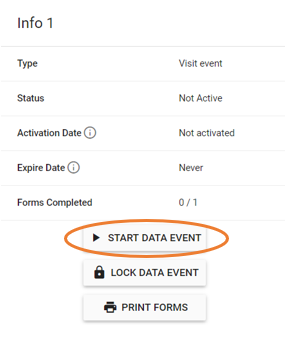 Info 1
Type Visit event
Status Not Active
Activation Date Not activated
Expire Date Never
Forms Completed 0 / 1
START DATA EVENT
LOCK DATA EVENT
PRINT FORMS